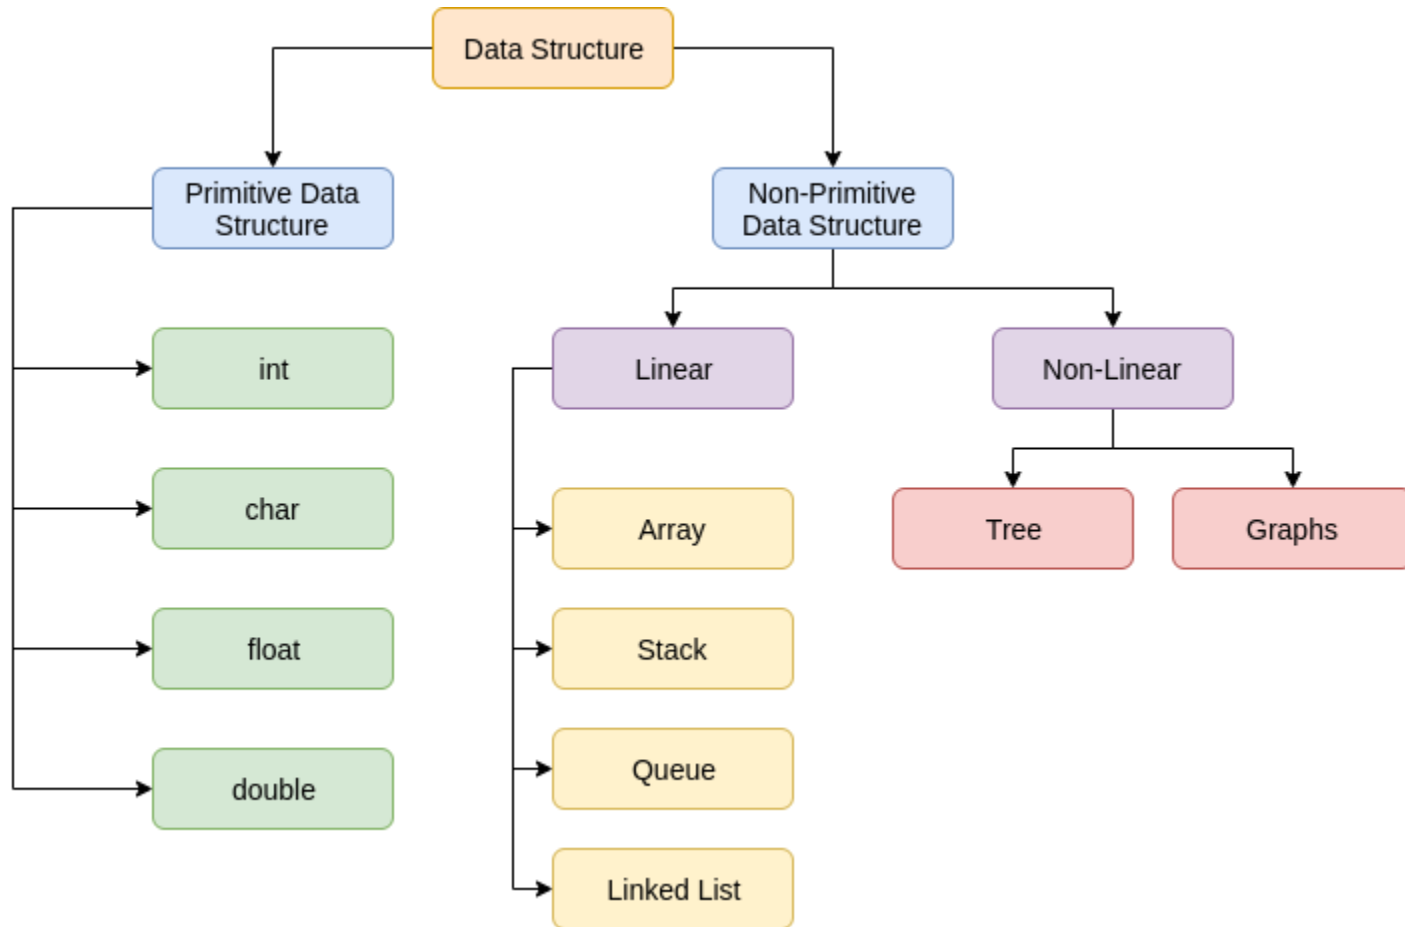 Data Structure
Primitive Data
Structure
Non-Primitive
Data Structure
int
Linear
Non-Linear
char
Array
Tree
Graphs
float
Stack
double
Queue
Linked List